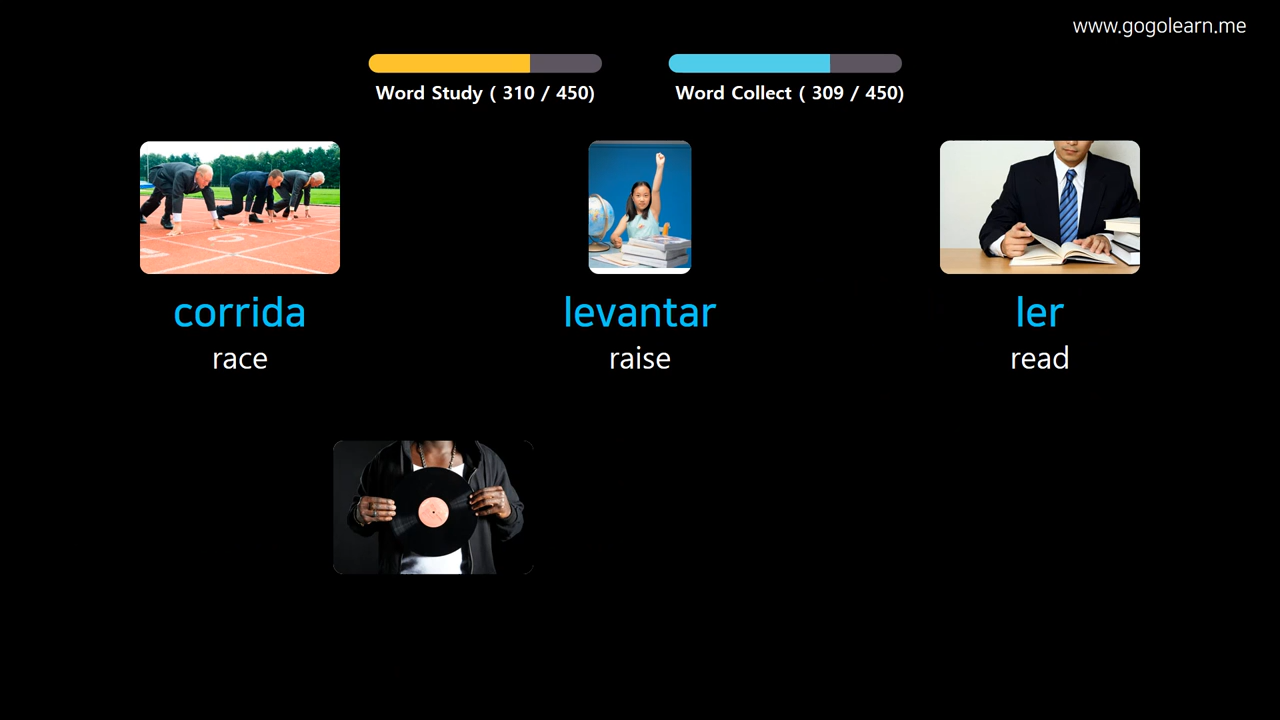 www.gogolearn.me
Word Study ( 310 / 450)
Word Collect ( 309 / 450)
corrida
levantar
ler
race
raise
read